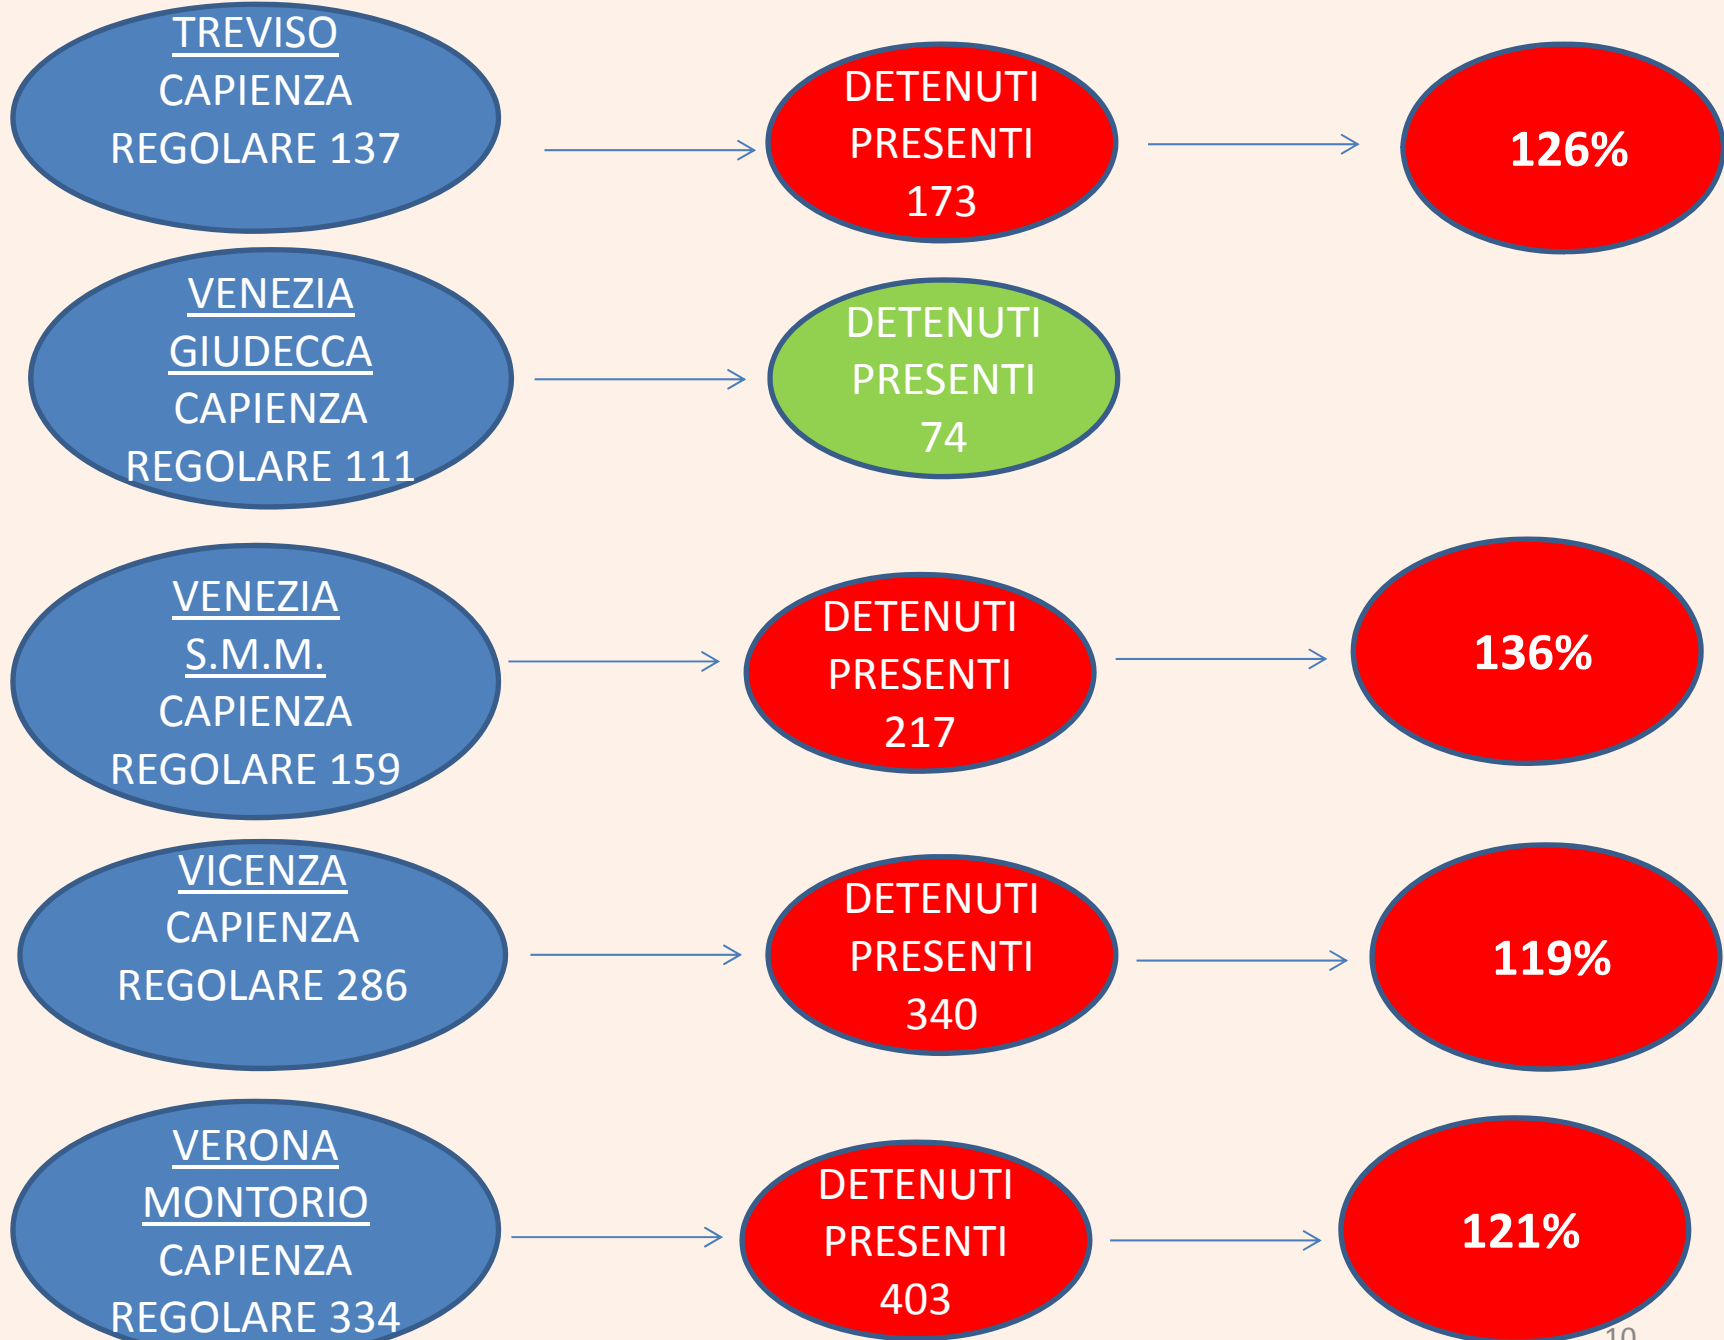 TREVISO
CAPIENZA
REGOLARE 137
DETENUTI
PRESENTI
173
126%
VENEZIA
GIUDECCA
CAPIENZA
REGOLARE 111
DETENUTI
PRESENTI
74
VENEZIA
S.M.M.
CAPIENZA
REGOLARE 159
DETENUTI
PRESENTI
217
136%
VICENZA
CAPIENZA
REGOLARE 286
DETENUTI
PRESENTI
340
119%
VERONA
MONTORIO
CAPIENZA
REGOLARE 334
DETENUTI
PRESENTI
403
121%
10